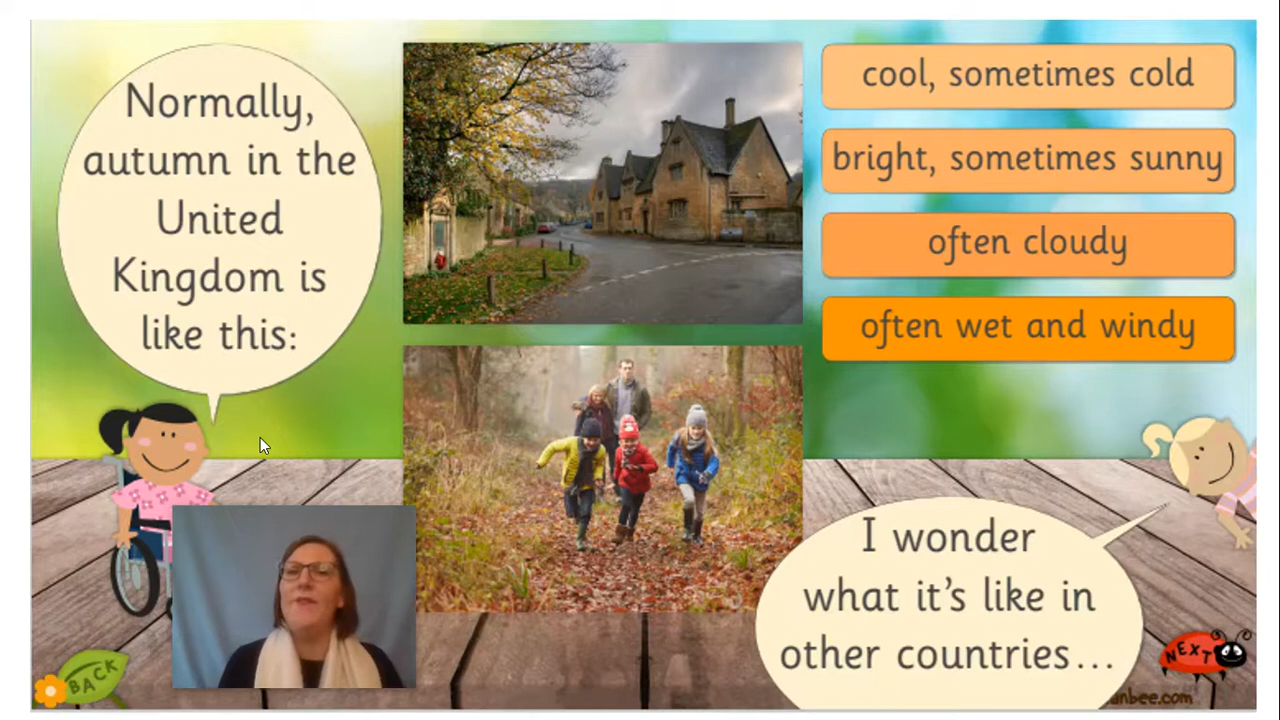 Normally,
autumn in the
United
Kingdom is
like this:
cool, sometimes cold
bright, sometimes sunny
often cloudy
often wet and windy
I wonder
what it's like in
other countries...
BACK
NEXT